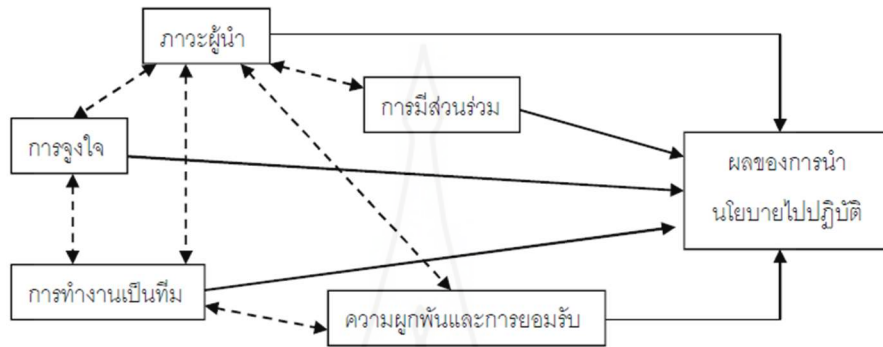 ภาวะผู้นำ
การมีส่วนร่วม
การจูงใจ
ผลของการนำ
นโยบายไปปฏิบัติ
การทำงานเป็นทีม
ความผูกพันและการยอมรับ